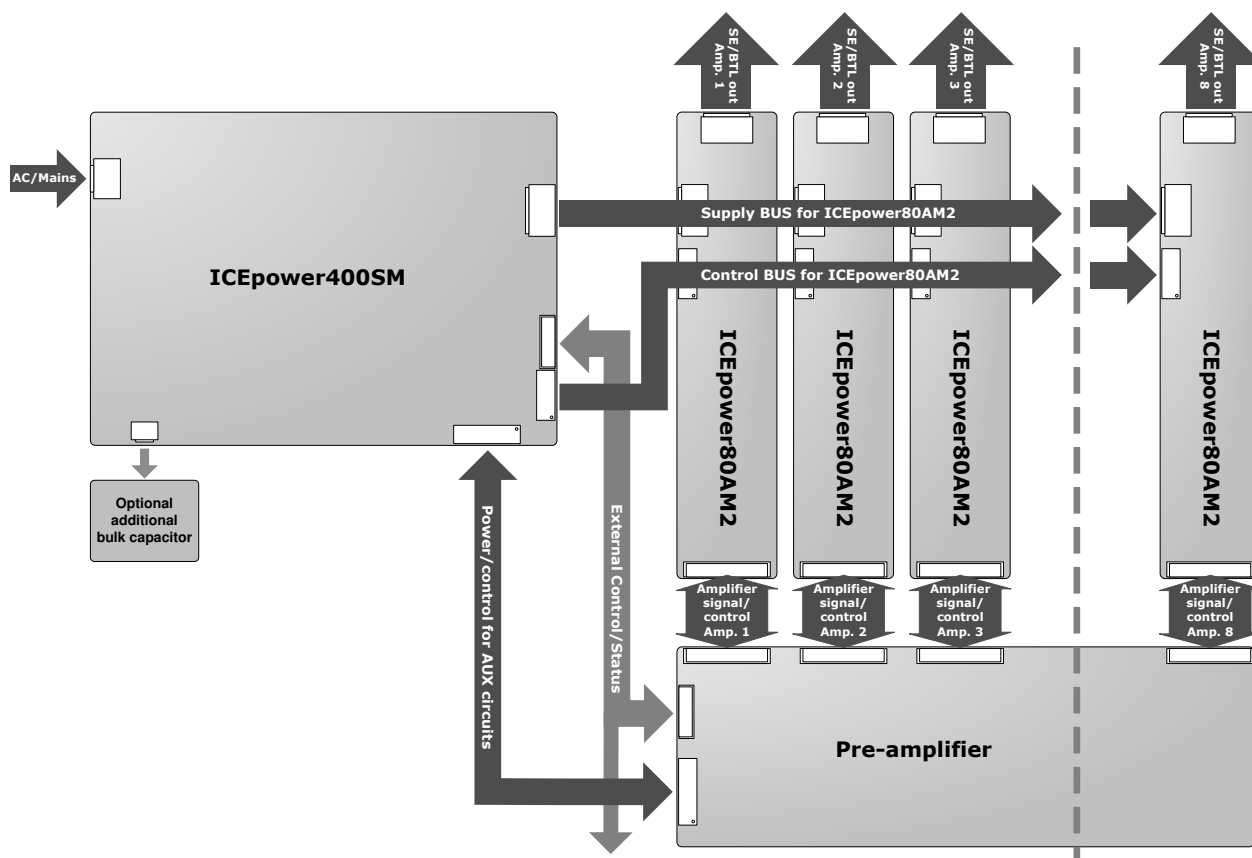 SE/BTL out
Amp. 1
SE/BTL out
Amp. 2
SE/BTL out
Amp. 3
SE/BTL out
Amp. 8
AC/Mains
Supply BUS for ICEpower80AM2
ICEpower400SM
Control BUS for ICEpower80AM2
ICEpower80AM2
ICEpower80AM2
ICEpower80AM2
ICEpower80AM2
Optional
additional
bulk capacitor
Power/control for AUX circuits
External Control/Status
Amplifier
signal/
control
Amp. 1
Amplifier
signal/
control
Amp. 2
Amplifier
signal/
control
Amp. 3
Amplifier
signal/
control
Amp. 8
Pre-amplifier